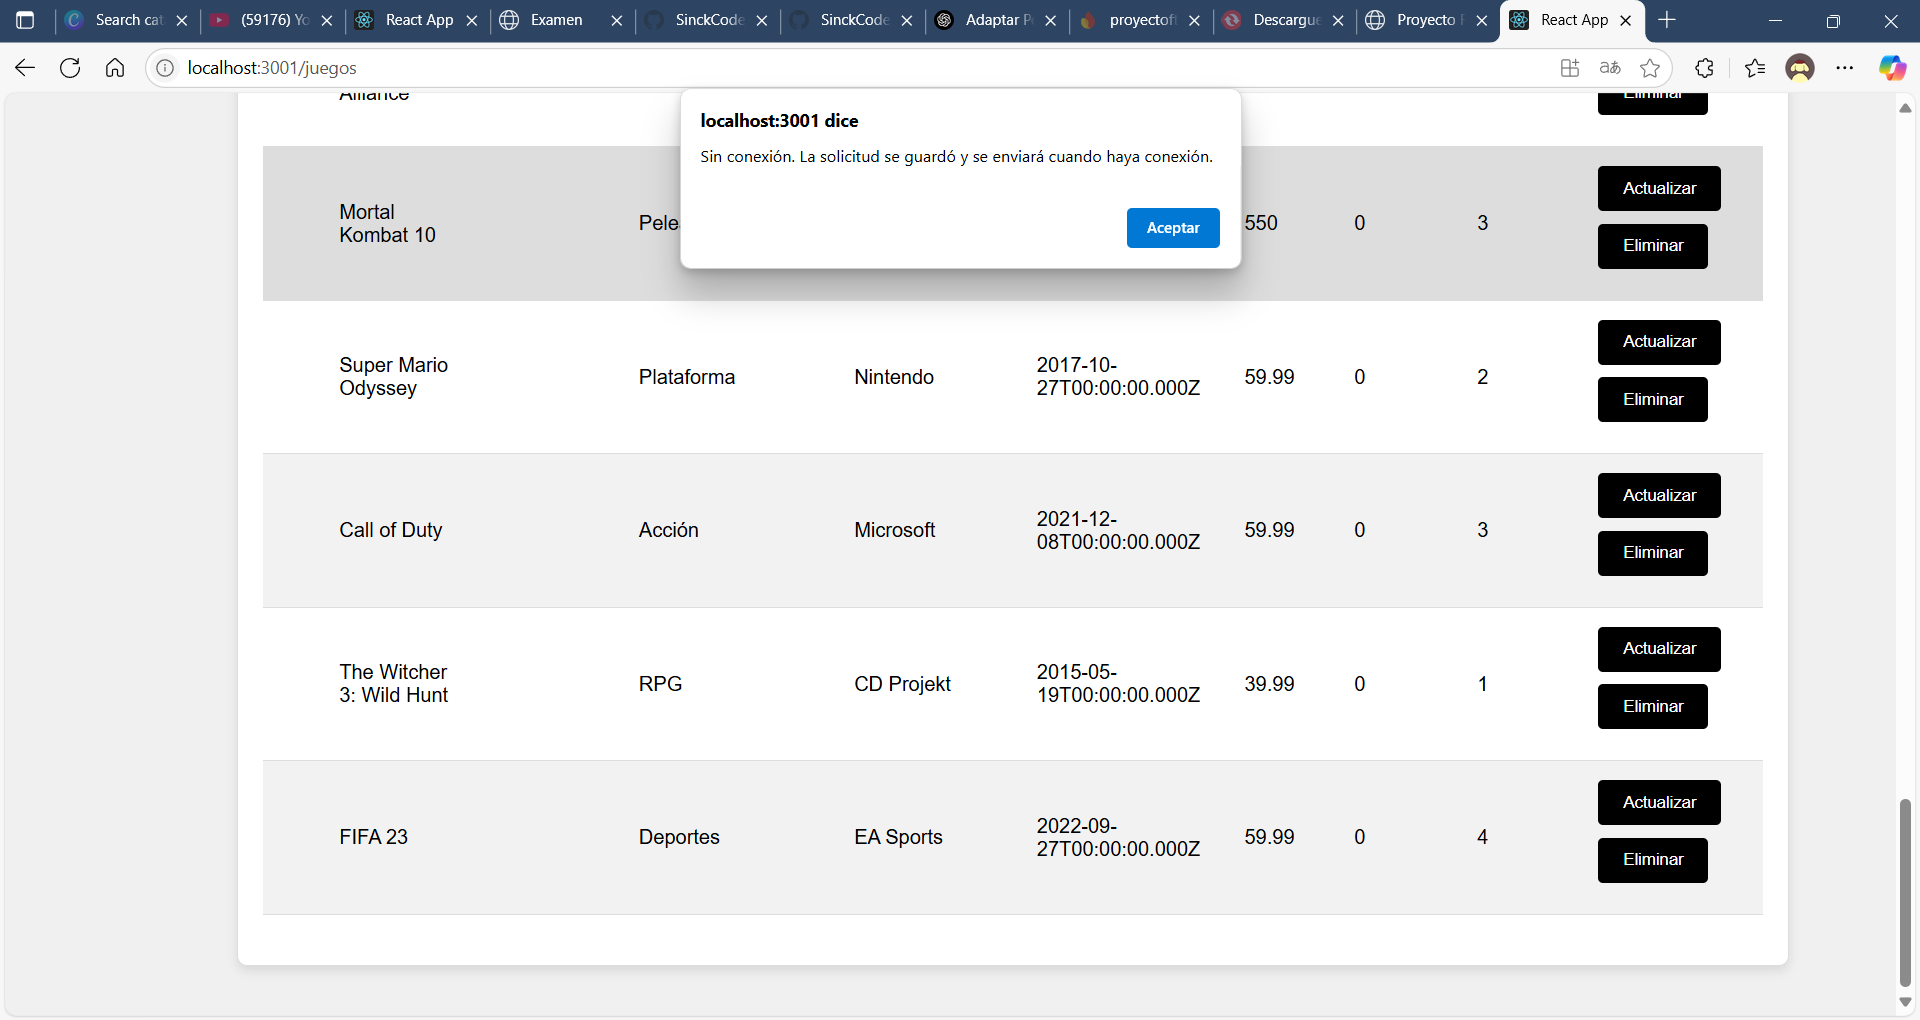 Search cat
(59176) Yo
React App
Examen
SinckCode
SinckCode
Adaptar P
proyectoft
Descargue
Proyecto
React App
localhost:3001/juegos
Alliance
Eliminar
localhost:3001 dice
Sin conexión. La solicitud se guardó y se enviará cuando haya conexión.
Aceptar
Mortal
Kombat 10
Pele
550
0
3
Actualizar
Eliminar
Super Mario
Odyssey
Plataforma
Nintendo
2017-10-
27T00:00:00.000Z
59.99
0
2
Actualizar
Eliminar
Call of Duty
Acción
Microsoft
2021-12-
08T00:00:00.000Z
59.99
0
3
Actualizar
Eliminar
The Witcher
3: Wild Hunt
RPG
CD Projekt
2015-05-
19T00:00:00.000Z
39.99
0
1
Actualizar
Eliminar
FIFA 23
Deportes
EA Sports
2022-09-
27T00:00:00.000Z
59.99
0
4
Actualizar
Eliminar